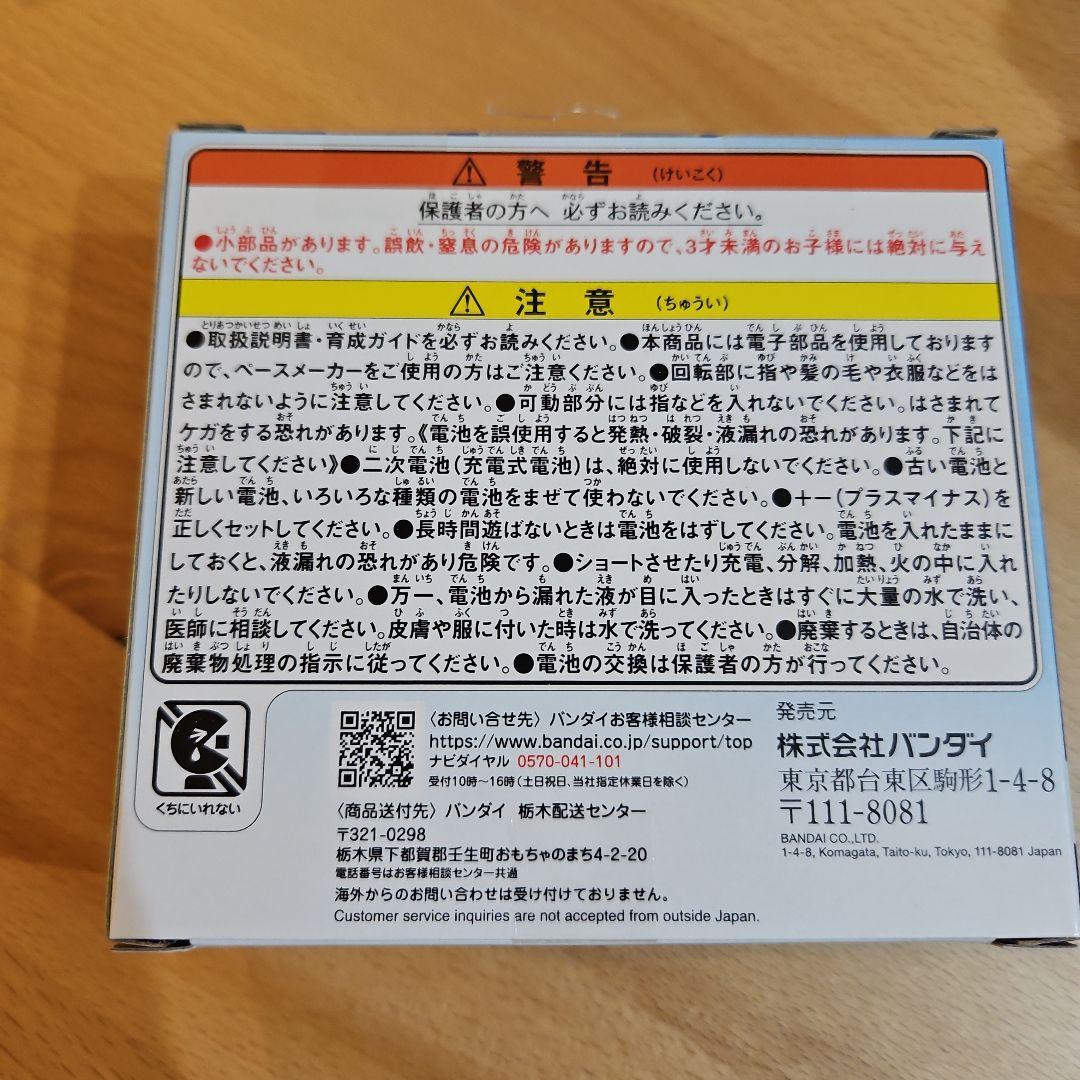 ⚠ 警告 (けいこく)
保護者の方へ 必ずお読みください。
●小部品があります。誤飲・窒息の危険がありますので、3才未満のお子様には絶対に与え
ないでください。
⚠ 注意 (ちゅうい)
●取扱説明書・育成ガイドを必ずお読みください。●本商品には電子部品を使用しております
ので、ペースメーカーをご使用の方はご注意ください。●回転部に指や髪の毛や衣服などをは
さまれないように注意してください。●可動部分には指などを入れないでください。はさまれて
ケガをする恐れがあります。《電池を誤使用すると発熱・破裂・液漏れの恐れがあります。下記に
注意してください》●二次電池(充電式電池)は、絶対に使用しないでください。●古い電池と
新しい電池、いろいろな種類の電池をまぜて使わないでください。●+-(プラスマイナス)を
正しくセットしてください。●長時間遊ばないときは電池をはずしてください。電池を入れたままに
しておくと、液漏れの恐れがあり危険です。●ショートさせたり充電、分解、加熱、火の中に入れ
たりしないでください。●万一、電池から漏れた液が目に入ったときはすぐに大量の水で洗い、
医師に相談してください。皮膚や服に付いた時は水で洗ってください。●廃棄するときは、自治体の
廃棄物処理の指示に従ってください。●電池の交換は保護者の方が行ってください。
くちにいれない
〈お問い合せ先〉バンダイお客様相談センター
https://www.bandai.co.jp/support/top
ナビダイヤル 0570-041-101
受付10時～16時(土日祝日、当社指定休業日を除く)
〈商品送付先〉バンダイ 栃木配送センター
〒321-0298
栃木県下都賀郡壬生町おもちゃのまち4-2-20
電話番号はお客様相談センター共通
海外からのお問い合わせは受け付けておりません。
Customer service inquiries are not accepted from outside Japan.
発売元
株式会社バンダイ
東京都台東区駒形1-4-8
〒111-8081
BANDAI CO.,LTD.
1-4-8, Komagata, Taito-ku, Tokyo, 111-8081 Japan